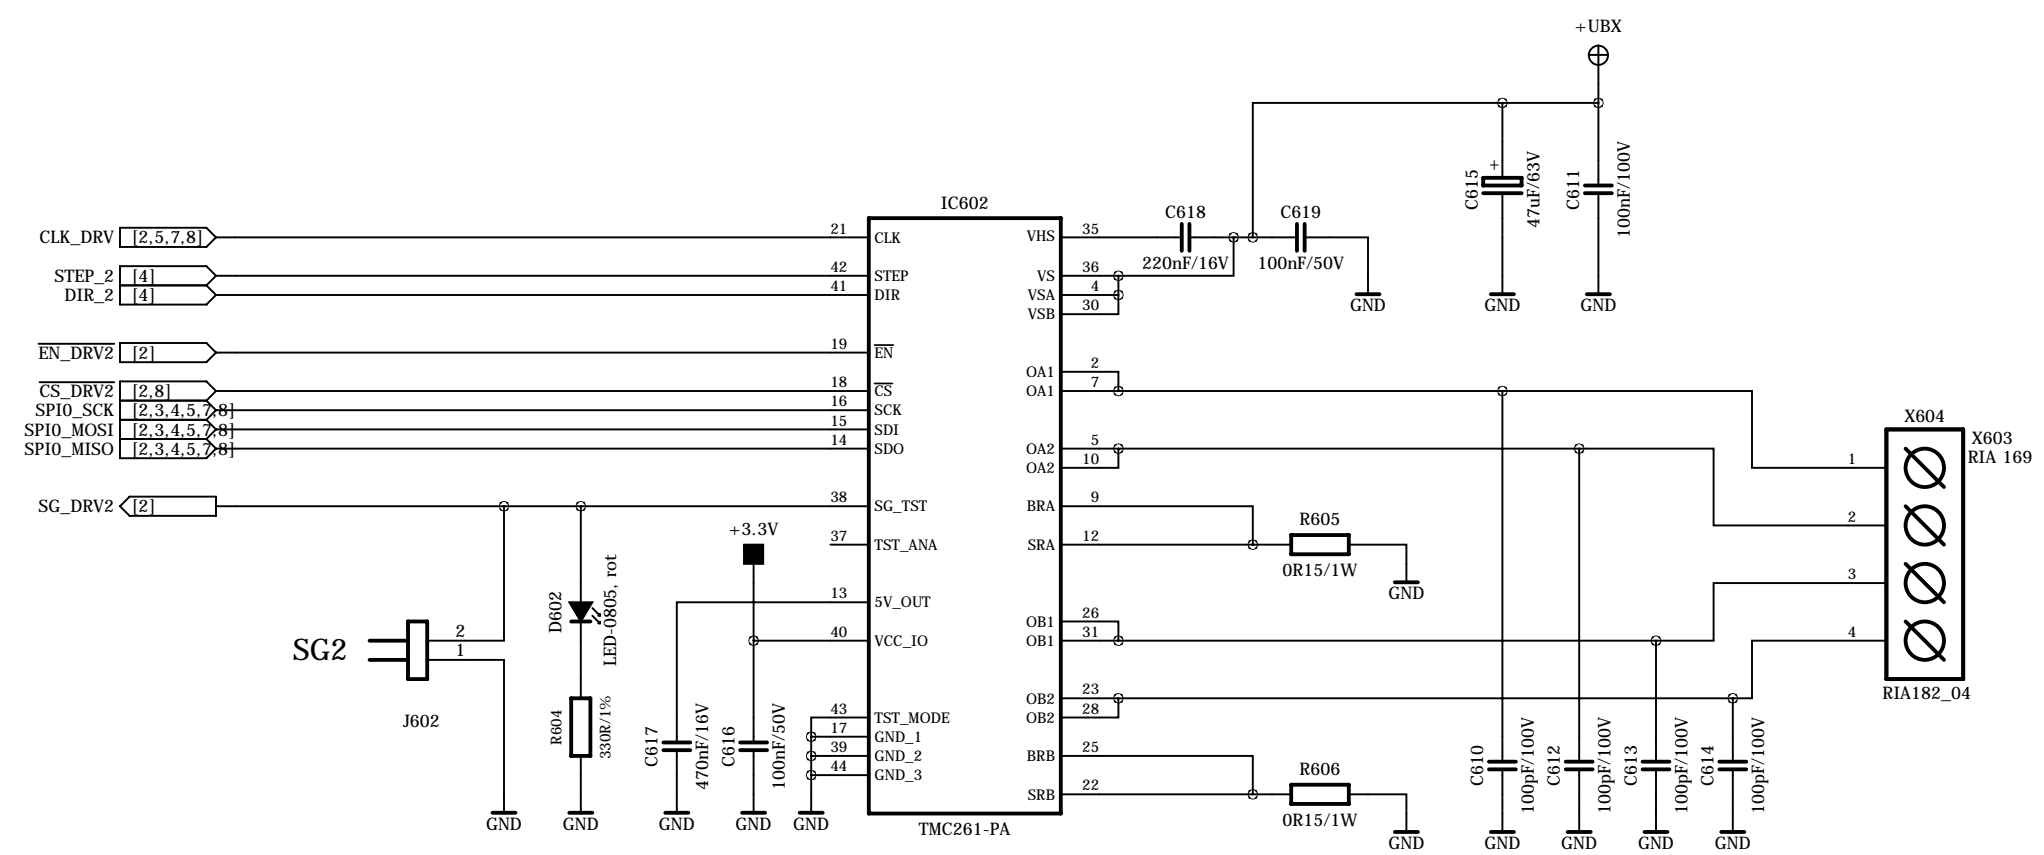 +UBX
C615
+
47uF/63V
C611
100nF/100V
GND
GND
IC602
CLK_DRV [2,5,7,8] 21 CLK
STEP_2 [4] 42 STEP
DIR_2 [4] 41 DIR
EN_DRV2 [2] 19 EN
CS_DRV2 [2,8] 18 CS
SPI0_SCK [2,3,4,5,7,8] 16 SCK
SPI0_MOSI [2,3,4,5,7,8] 15 SDI
SPI0_MISO [2,3,4,5,7,8] 14 SDO
SG_DRV2 [2] 38 SG_TST
37 TST_ANA
13 5V_OUT
40 VCC_IO
43 TST_MODE
17 GND_1
39 GND_2
44 GND_3
+3.3V
SG2
2
1
J602
D602
LED-0805, rot
R604
330R/1%
C617
470nF/16V
C616
100nF/50V
GND
GND
GND
GND
GND
TMC261-PA
VHS 35
VS 36
VSA 4
VSB 30
OA1 2
OA1 7
OA2 5
OA2 10
BRA 9
SRA 12
OB1 26
OB1 31
OB2 23
OB2 28
BRB 25
SRB 22
C618
220nF/16V
C619
100nF/50V
GND
R605
0R15/1W
GND
R606
0R15/1W
GND
C610
100pF/100V
C612
100pF/100V
C613
100pF/100V
C614
100pF/100V
GND
GND
GND
GND
X604
X603
RIA 169
1
2
3
4
RIA182_04